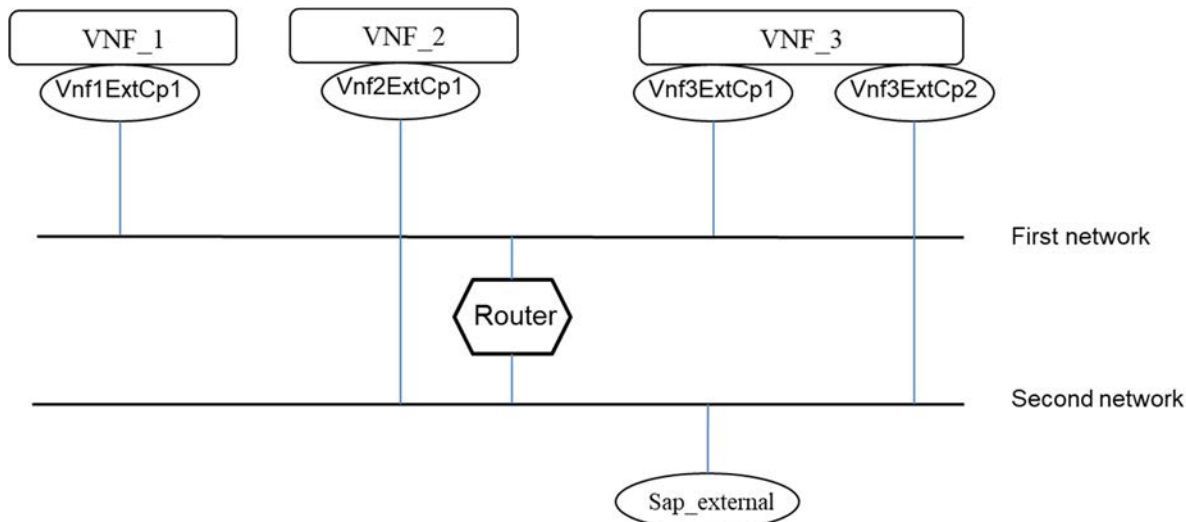 VNF_1
VNF_2
VNF_3
Vnf1ExtCp1
Vnf2ExtCp1
Vnf3ExtCp1
Vnf3ExtCp2
First network
Router
Second network
Sap_external